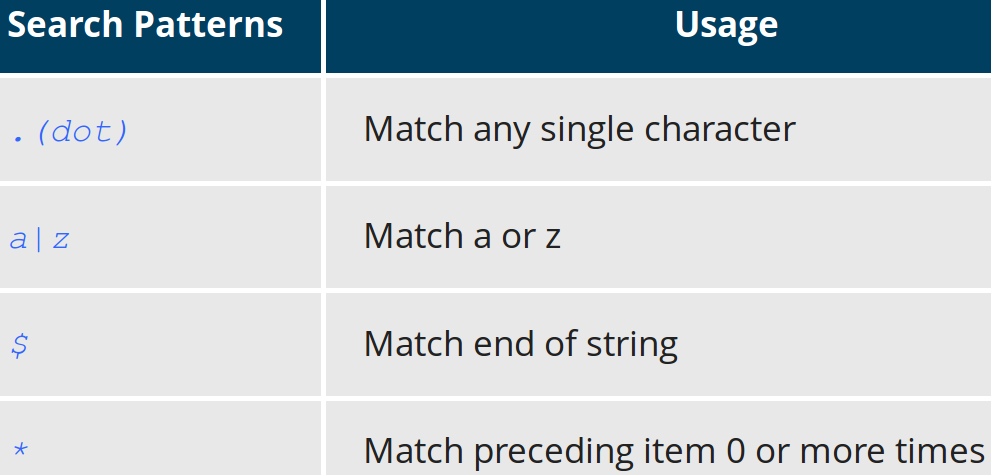 Search Patterns Usage
.(dot) Match any single character
a|z Match a or z
$ Match end of string
* Match preceding item 0 or more times